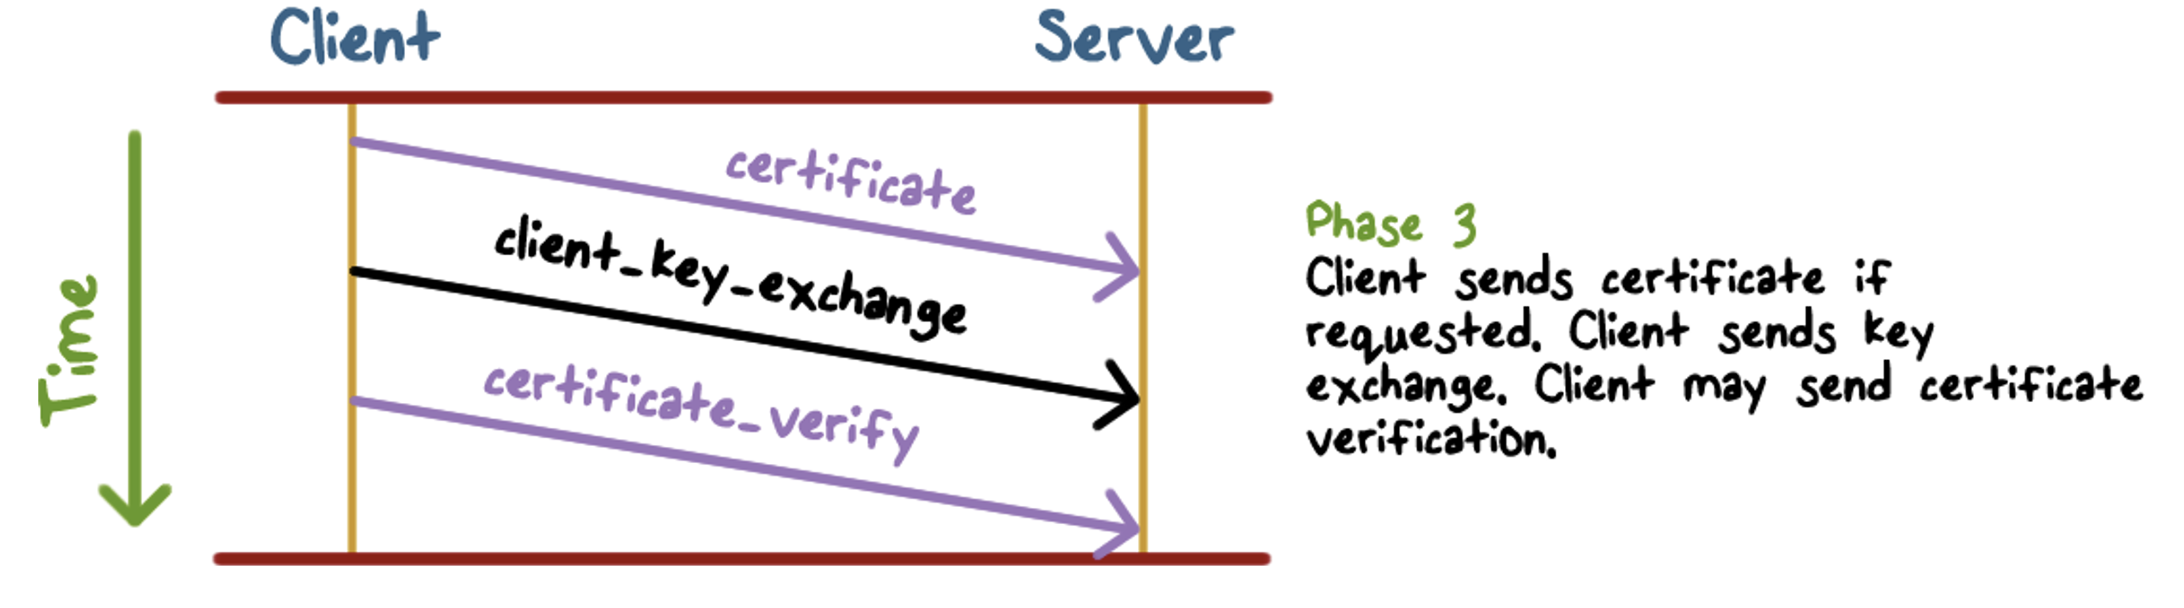 Client
Server
Time
certificate
client_key_exchange
certificate_verify
Phase 3
Client sends certificate if
requested. Client sends key
exchange. Client may send certificate
verification.